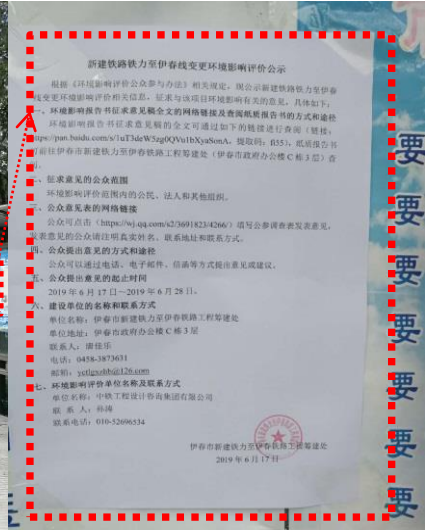 新建铁路铁力至伊春线变更环境影响评价公示
根据《环境影响评价公众参与办法》相关规定，现公示新建铁路铁力至伊春
线变更环境影响评价相关信息，征求与该项目环境影响有关的意见，具体如下：
一、环境影响报告书征求意见稿全文的网络链接及查阅纸质报告书的方式和途径
环境影响报告书征求意见稿的全文可通过如下的链接进行查阅（链接：
https://pan.baidu.com/s/1uT3deW5zg0QVu1bXyaSonA，提取码：fi53），纸质报告书
可前往伊春市新建铁力至伊春铁路工程筹建处（伊春市政府办公楼C栋3层）查
阅。
二、征求意见的公众范围
环境影响评价范围内的公民、法人和其他组织。
三、公众意见表的网络链接
公众可点击（https://wj.qq.com/s2/3691823/4266/）填写公参调查表发表意见，
发表意见的公众请注明真实姓名、联系地址和联系方式。
四、公众提出意见的方式和途径
公众可以通过电话、电子邮件、信函等方式提出意见或建议。
五、公众提出意见的起止时间
2019年6月17日~2019年6月28日。
六、建设单位的名称和联系方式
单位名称：伊春市新建铁力至伊春铁路工程筹建处
单位地址：伊春市政府办公楼C栋3层
联系人：唐佳乐
电话：0458-3873631
邮箱：yctlgxshb@126.com
七、环境影响评价单位名称及联系方式
单位名称：中铁工程设计咨询集团有限公司
联 系 人：孙涛
联系电话：010-52696534
伊春市新建铁力至伊春铁路工程筹建处
2019年6月17日
要
要
要
要
要
要
要